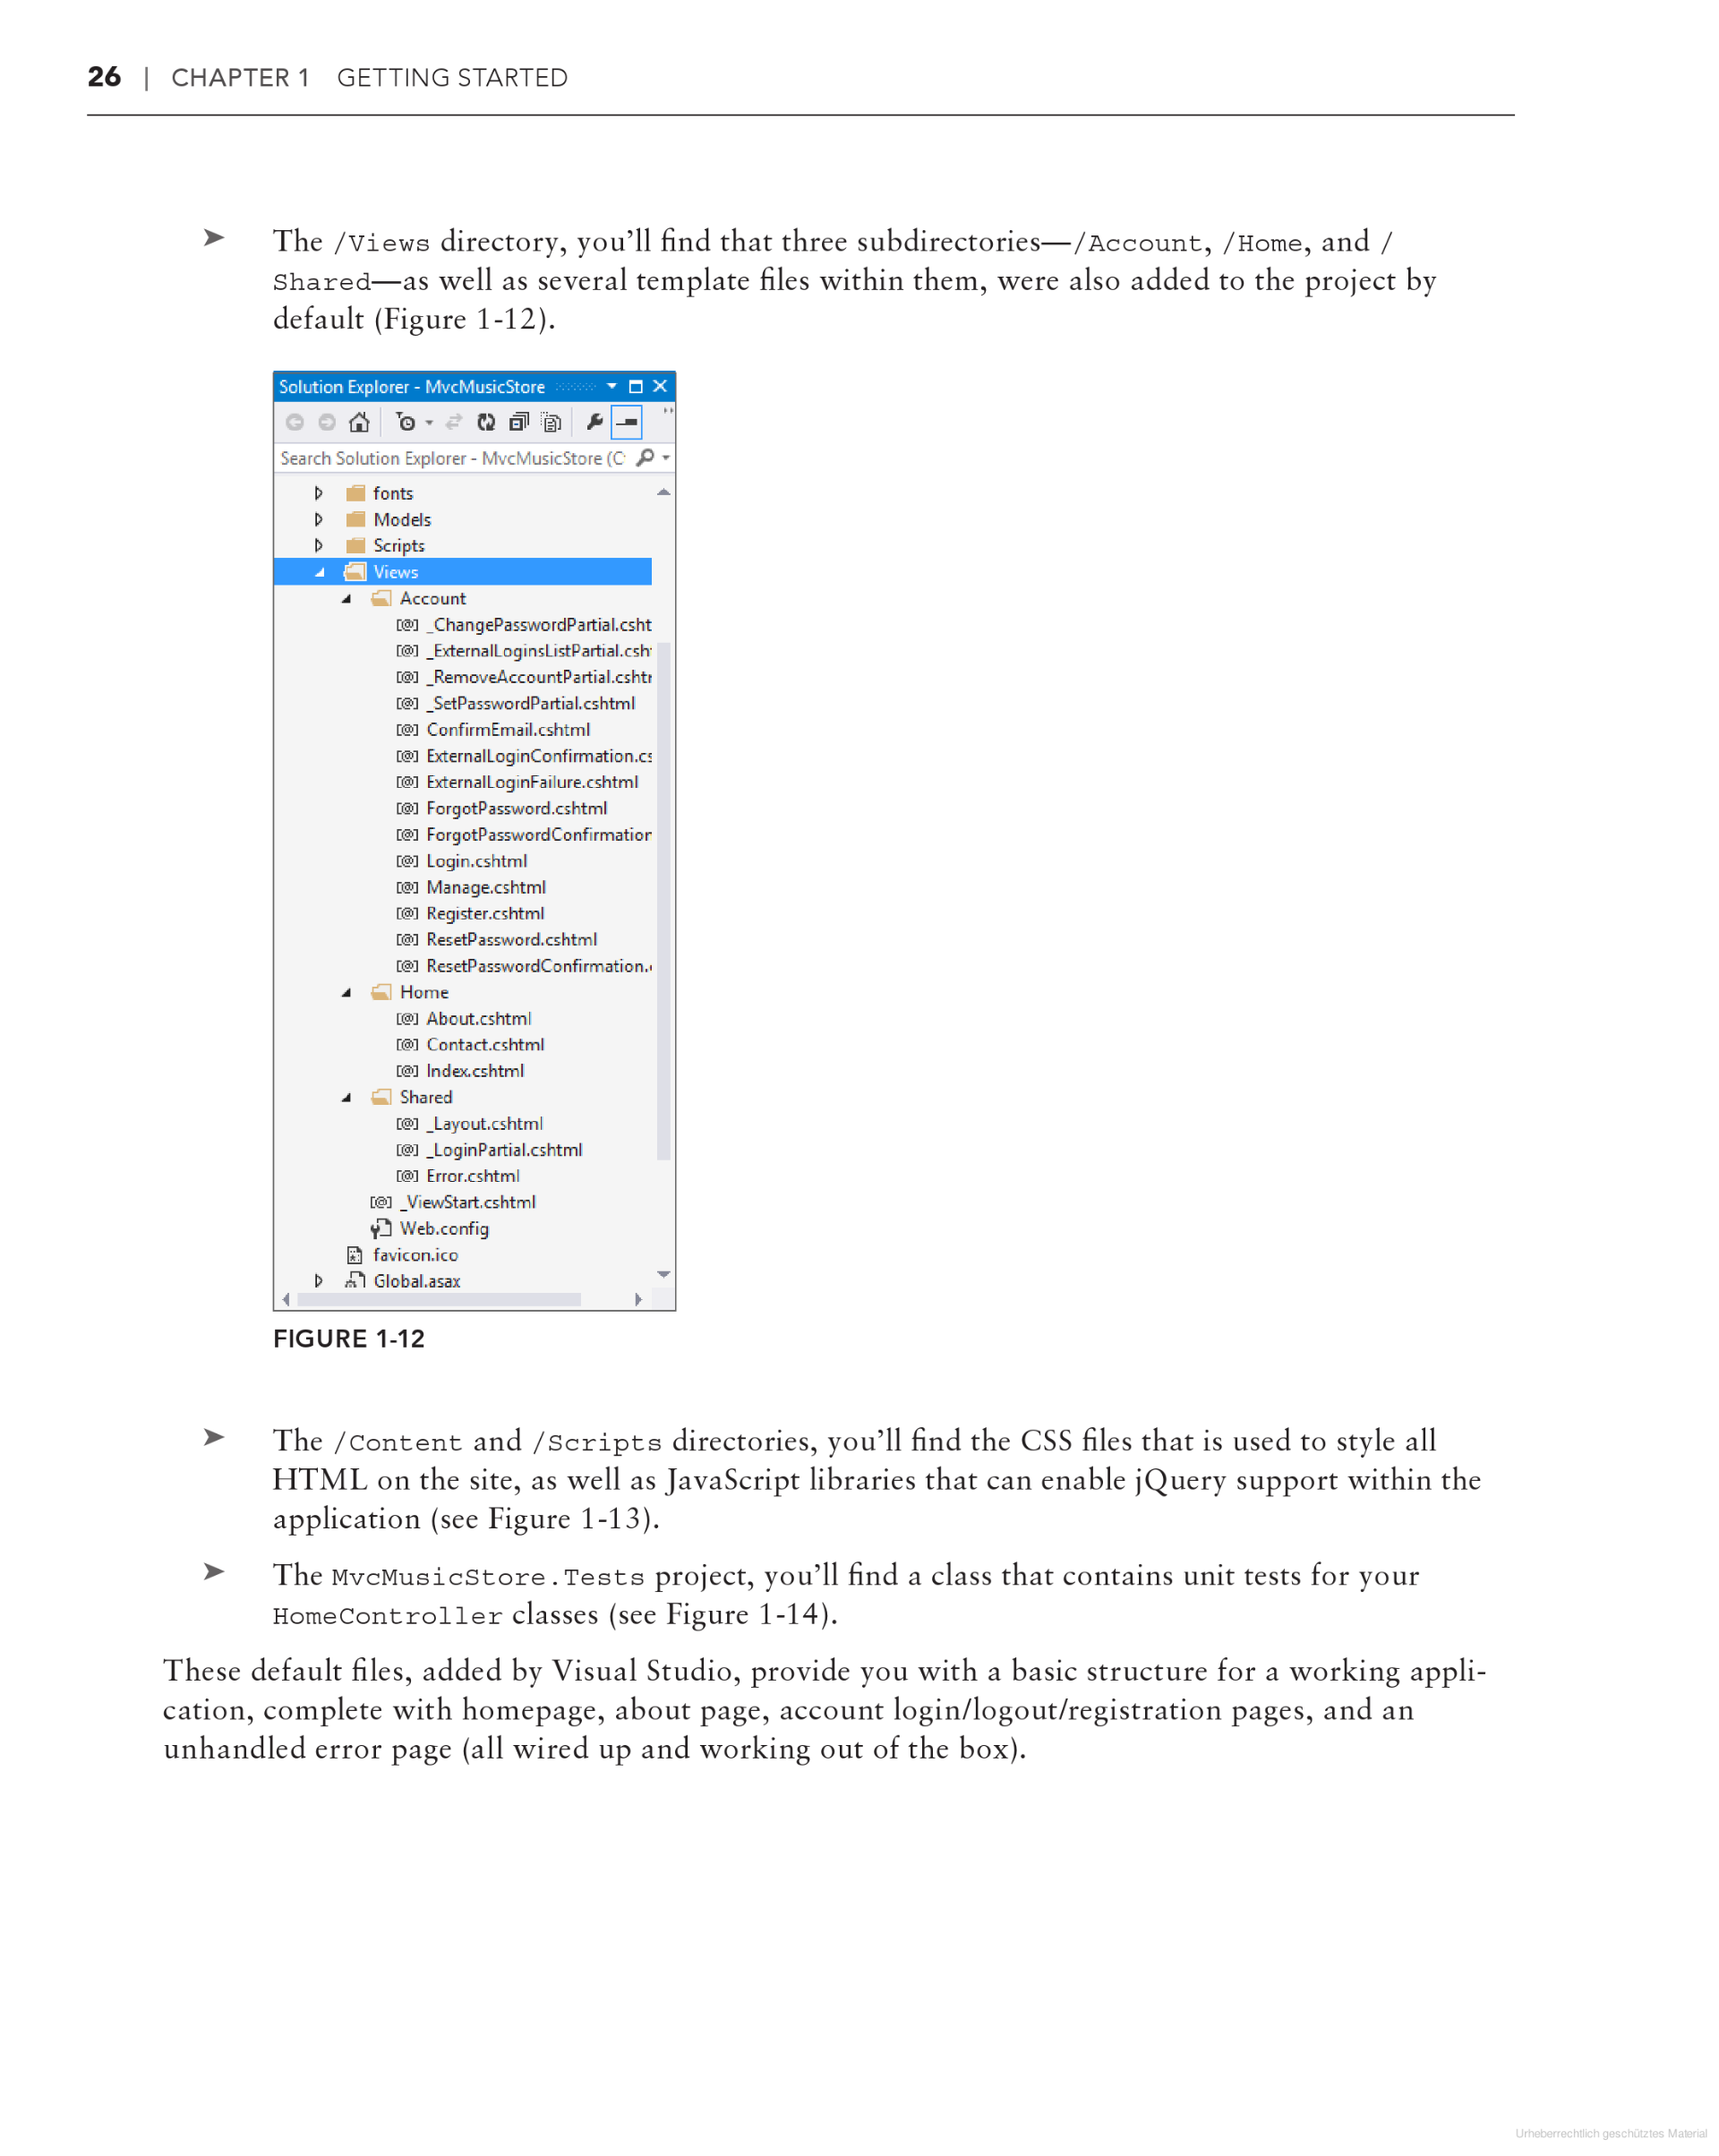 26 | CHAPTER 1 GETTING STARTED
➤ The /Views directory, you’ll find that three subdirectories—/Account, /Home, and /
Shared—as well as several template files within them, were also added to the project by
default (Figure 1-12).
Solution Explorer - MvcMusicStore
Search Solution Explorer - MvcMusicStore (C
fonts
Models
Scripts
Views
Account
[@] _ChangePasswordPartial.csht
[@] _ExternalLoginsListPartial.csh
[@] _RemoveAccountPartial.csht
[@] _SetPasswordPartial.cshtml
[@] ConfirmEmail.cshtml
[@] ExternalLoginConfirmation.cs
[@] ExternalLoginFailure.cshtml
[@] ForgotPassword.cshtml
[@] ForgotPasswordConfirmation
[@] Login.cshtml
[@] Manage.cshtml
[@] Register.cshtml
[@] ResetPassword.cshtml
[@] ResetPasswordConfirmation.
Home
[@] About.cshtml
[@] Contact.cshtml
[@] Index.cshtml
Shared
[@] _Layout.cshtml
[@] _LoginPartial.cshtml
[@] Error.cshtml
[@] _ViewStart.cshtml
Web.config
favicon.ico
Global.asax
FIGURE 1-12
➤ The /Content and /Scripts directories, you’ll find the CSS files that is used to style all
HTML on the site, as well as JavaScript libraries that can enable jQuery support within the
application (see Figure 1-13).
➤ The MvcMusicStore.Tests project, you’ll find a class that contains unit tests for your
HomeController classes (see Figure 1-14).
These default files, added by Visual Studio, provide you with a basic structure for a working appli-
cation, complete with homepage, about page, account login/logout/registration pages, and an
unhandled error page (all wired up and working out of the box).
Urheberrechtlich geschütztes Material